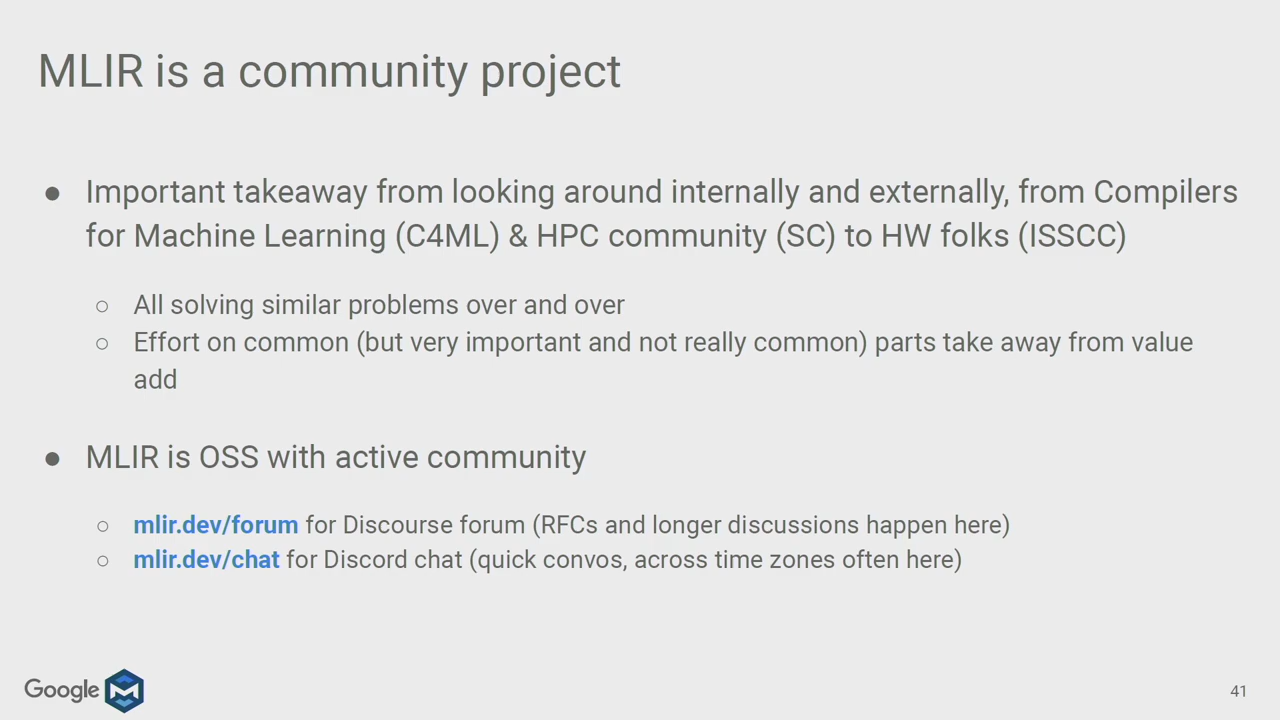 MLIR is a community project
● Important takeaway from looking around internally and externally, from Compilers
for Machine Learning (C4ML) & HPC community (SC) to HW folks (ISSCC)
○ All solving similar problems over and over
○ Effort on common (but very important and not really common) parts take away from value
add
● MLIR is OSS with active community
○ mlir.dev/forum for Discourse forum (RFCs and longer discussions happen here)
○ mlir.dev/chat for Discord chat (quick convos, across time zones often here)
Google
41